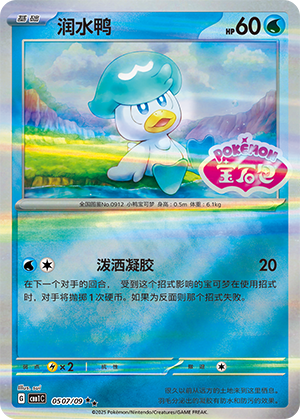 基础
润水鸭
HP 60
POKÉMON
宝石包
全国图鉴No.0912 小鸭宝可梦 身高：0.5m 体重：6.1kg
泼洒凝胶 20
在下一个对手的回合，受到这个招式影响的宝可梦在使用招式
时，对手将抛掷1次硬币。如果为反面则那个招式失败。
弱点 ×2 抗性 撤退
Illus. sui
G CBB1C 0507/09
©2025 Pokémon/Nintendo/Creatures/GAME FREAK.